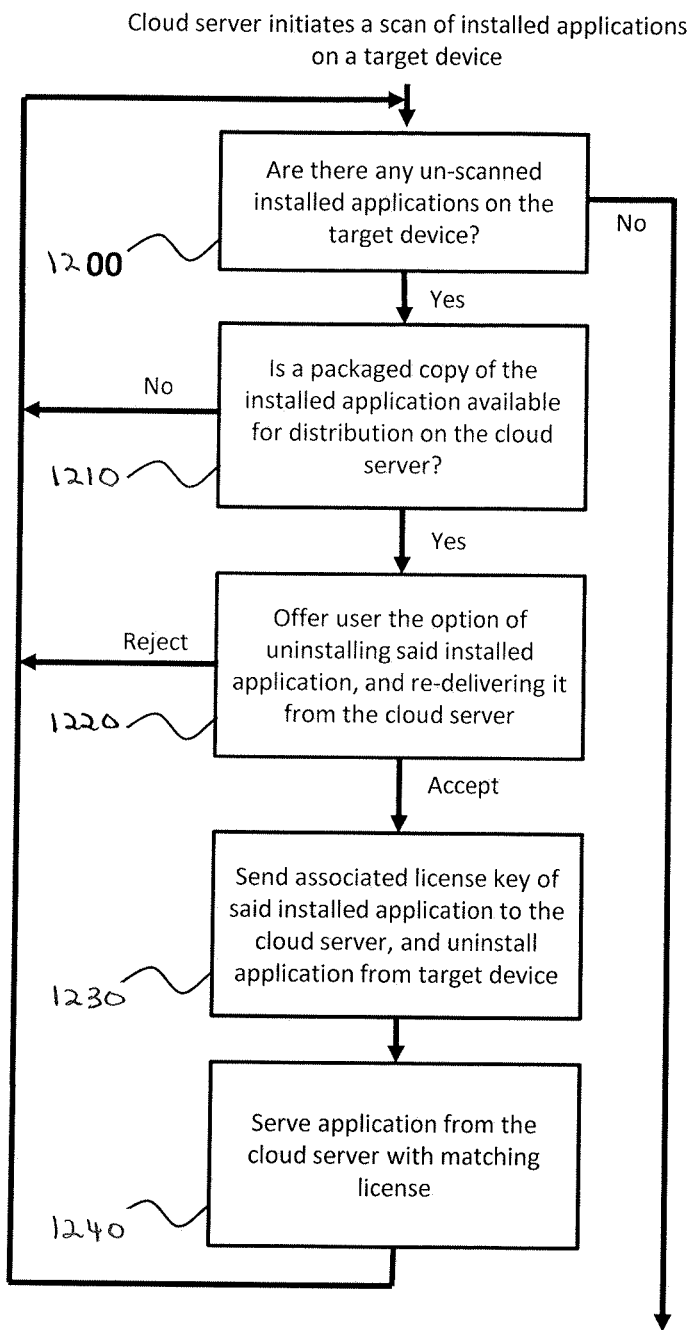 Cloud server initiates a scan of installed applications
on a target device
Are there any un-scanned
installed applications on the
target device?
No
1200
Yes
Is a packaged copy of the
installed application available
for distribution on the cloud
server?
No
1210
Yes
Offer user the option of
uninstalling said installed
application, and re-delivering it
from the cloud server
Reject
1220
Accept
Send associated license key of
said installed application to the
cloud server, and uninstall
application from target device
1230
Serve application from the
cloud server with matching
license
1240